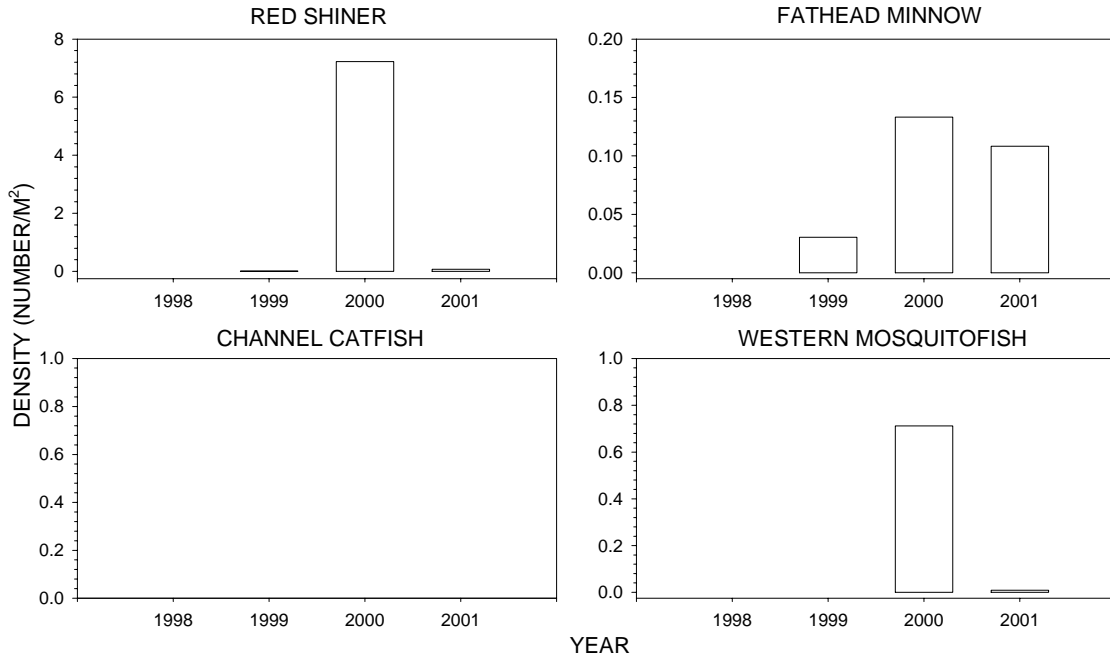 RED SHINER
8
6
4
2
0
1998 1999 2000 2001
FATHEAD MINNOW
0.20
0.15
0.10
0.05
0.00
1998 1999 2000 2001
DENSITY (NUMBER/M²)
CHANNEL CATFISH
1.0
0.8
0.6
0.4
0.2
0.0
1998 1999 2000 2001
WESTERN MOSQUITOFISH
1.0
0.8
0.6
0.4
0.2
0.0
1998 1999 2000 2001
YEAR